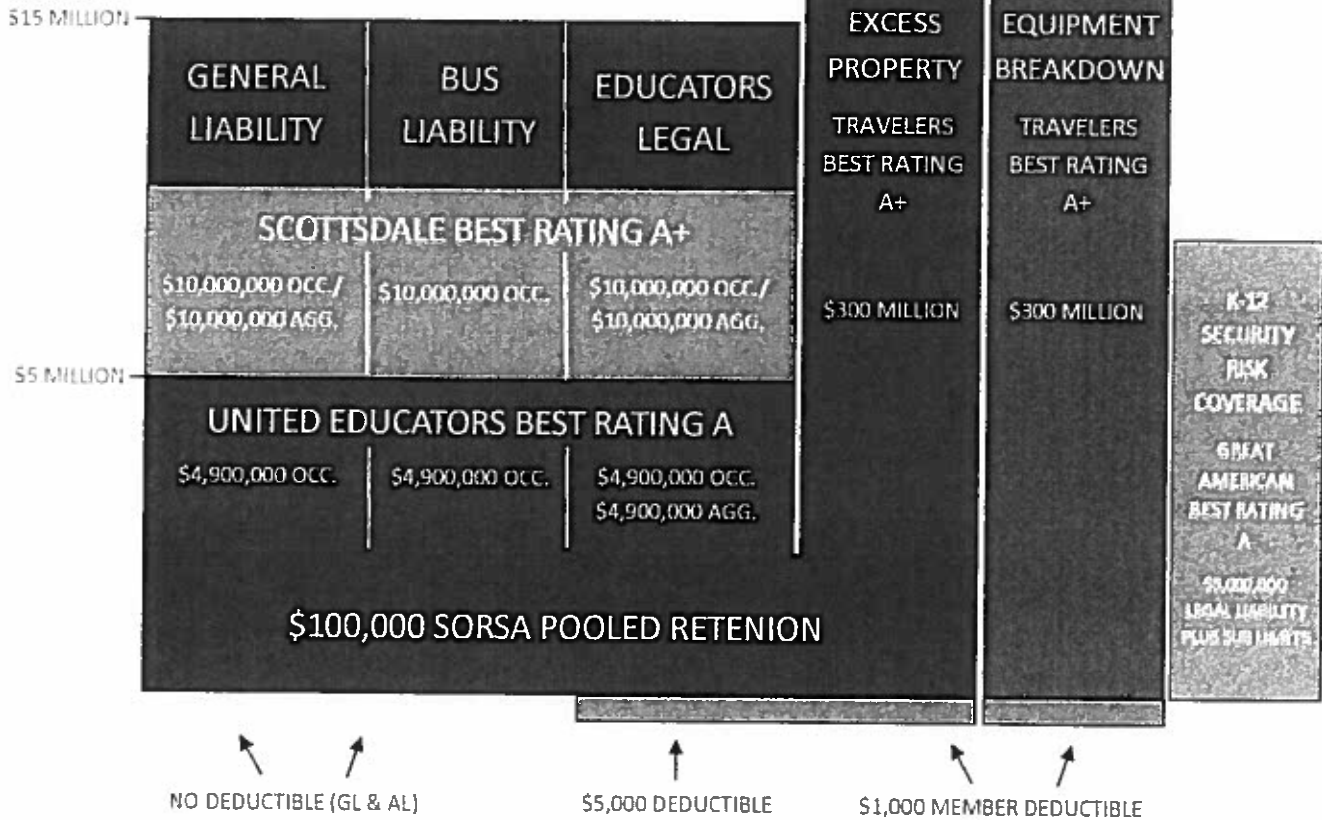 $15 MILLION
GENERAL
LIABILITY
BUS
LIABILITY
EDUCATORS
LEGAL
EXCESS
PROPERTY
TRAVELERS
BEST RATING
A+
$300 MILLION
EQUIPMENT
BREAKDOWN
TRAVELERS
BEST RATING
A+
$300 MILLION
SCOTTSDALE BEST RATING A+
$10,000,000 OCC./
$10,000,000 AGG.
$10,000,000 OCC.
$10,000,000 OCC./
$10,000,000 AGG.
K-12
SECURITY
RISK
COVERAGE
GREAT
AMERICAN
BEST RATING
A
$5,000,000
LEGAL LIABILITY
PLUS SUB LIMITS
$5 MILLION
UNITED EDUCATORS BEST RATING A
$4,900,000 OCC.
$4,900,000 OCC.
$4,900,000 OCC.
$4,900,000 AGG.
$100,000 SORSA POOLED RETENION
NO DEDUCTIBLE (GL & AL)
$5,000 DEDUCTIBLE
$1,000 MEMBER DEDUCTIBLE